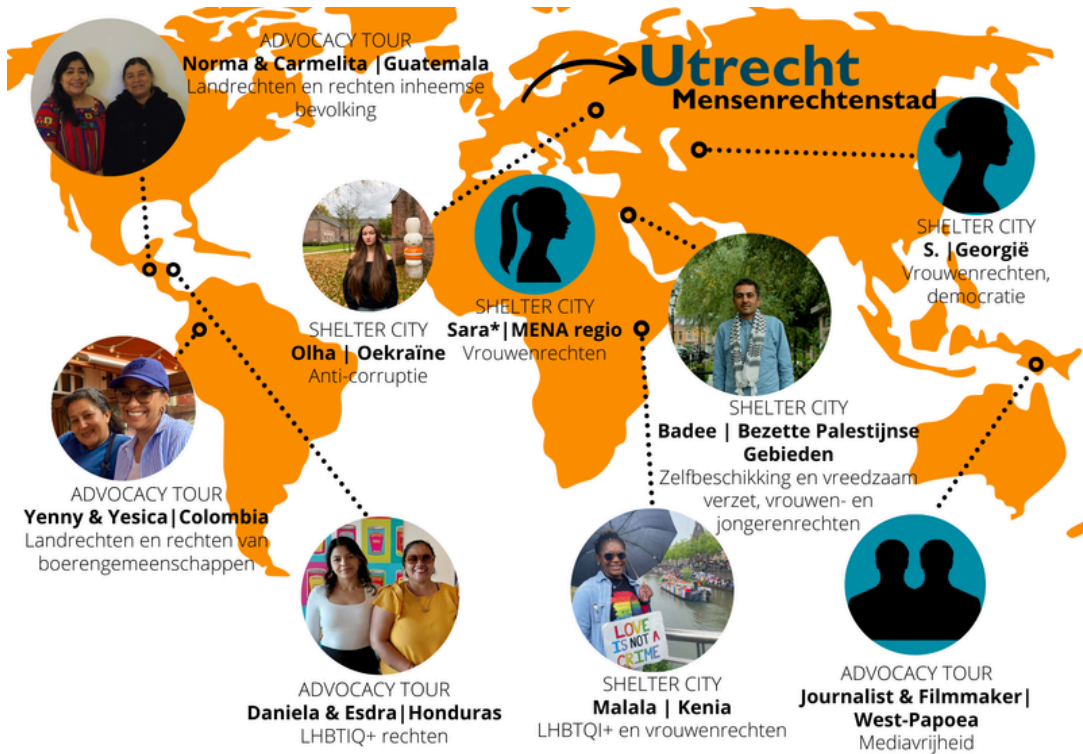 ADVOCACY TOUR
Norma & Carmelita |Guatemala
Landrechten en rechten inheemse
bevolking
Utrecht
Mensenrechtenstad
SHELTER CITY
S. |Georgië
Vrouwenrechten,
democratie
SHELTER CITY
Olha | Oekraïne
Anti-corruptie
SHELTER CITY
Sara*|MENA regio
Vrouwenrechten
SHELTER CITY
Badee | Bezette Palestijnse
Gebieden
Zelfbeschikking en vreedzaam
verzet, vrouwen- en
jongerenrechten
ADVOCACY TOUR
Yenny & Yesica|Colombia
Landrechten en rechten van
boerengemeenschappen
ADVOCACY TOUR
Daniela & Esdra|Honduras
LHBTIQ+ rechten
LOVE
IS NOT A
CRIME
SHELTER CITY
Malala | Kenia
LHBTQI+ en vrouwenrechten
ADVOCACY TOUR
Journalist & Filmmaker|
West-Papoea
Mediavrijheid